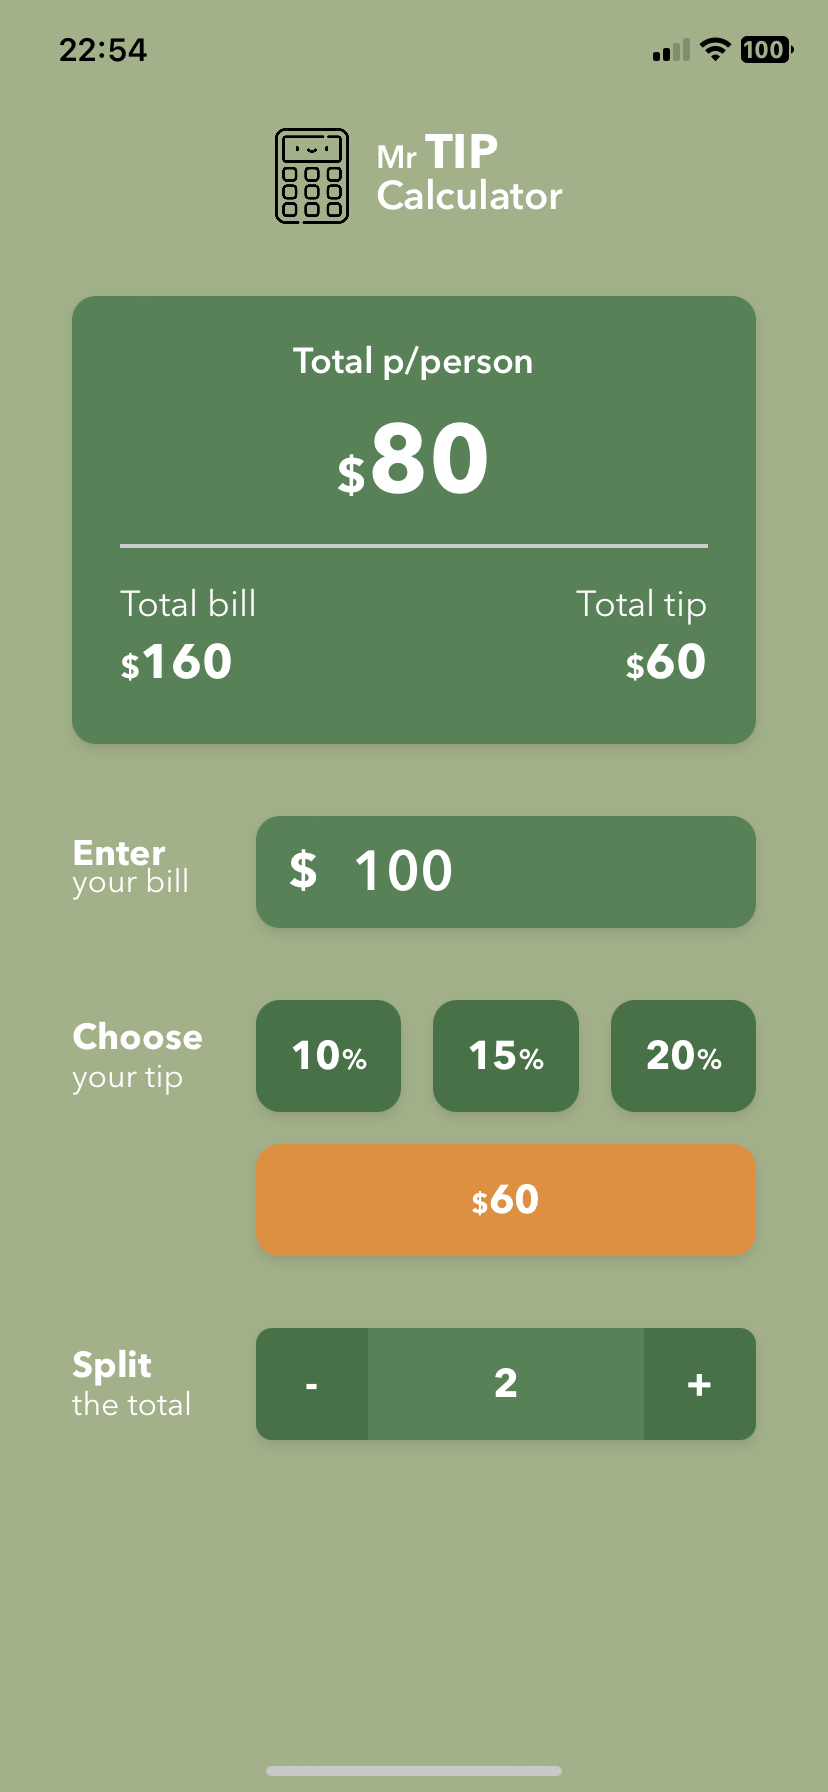 22:54
100
Mr TIP
Calculator
Total p/person
$80
Total bill
Total tip
$160
$60
Enter
your bill
$ 100
Choose
your tip
10%
15%
20%
$60
Split
the total
-
2
+